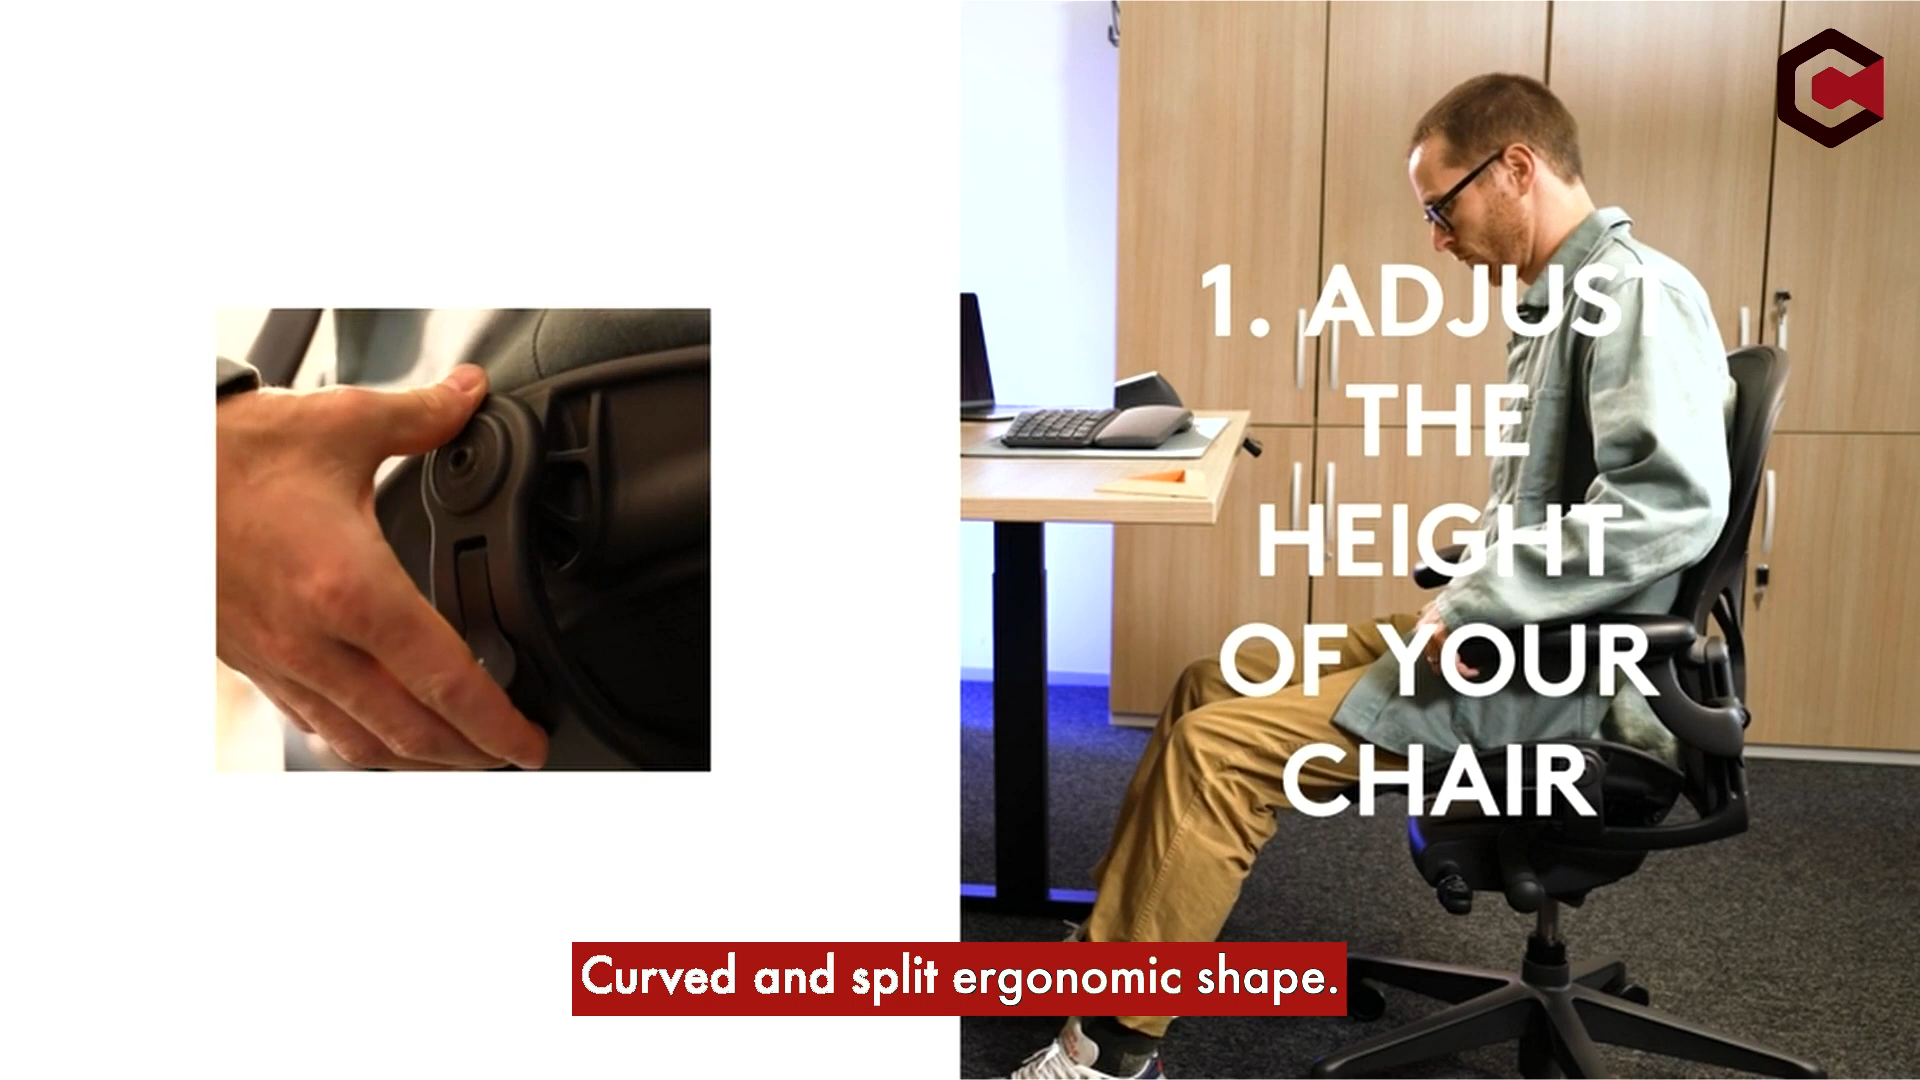 1. ADJUST
THE
HEIGHT
OF YOUR
CHAIR
Curved and split ergonomic shape.